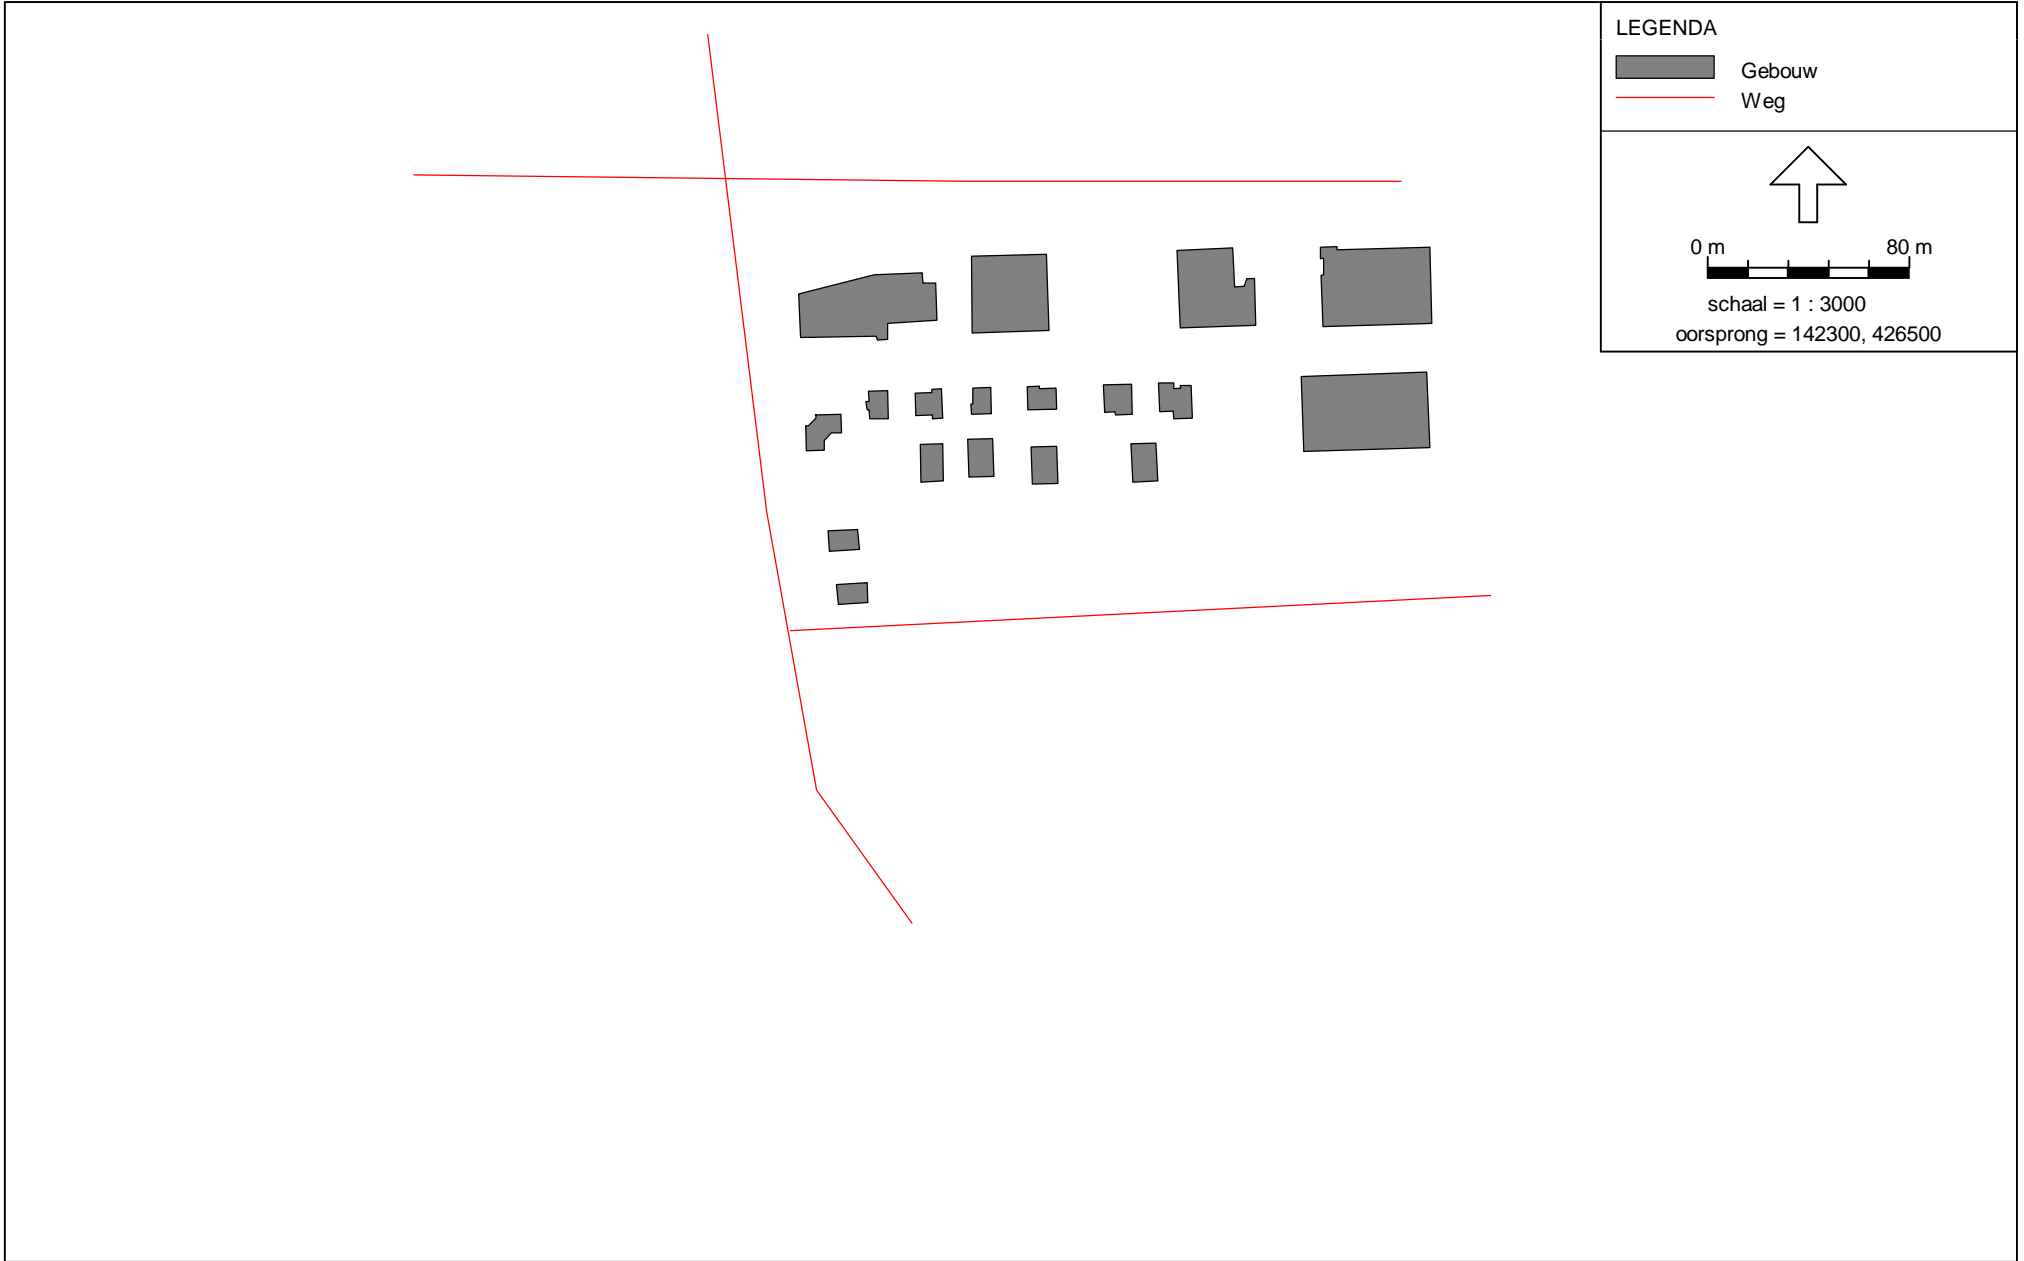 LEGENDA
Gebouw
Weg
0 m 80 m
schaal = 1 : 3000
oorsprong = 142300, 426500